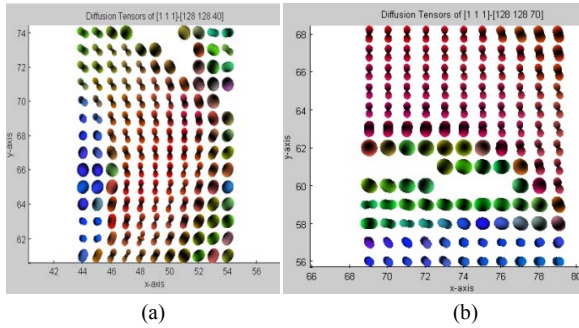 Diffusion Tensors of [1 1 1]-[128 128 40]
74
72
70
68
66
64
62
y-axis
42 44 46 48 50 52 54 56
x-axis
(a)
Diffusion Tensors of [1 1 1]-[128 128 70]
68
66
64
62
60
58
56
y-axis
66 68 70 72 74 76 78 80
x-axis
(b)